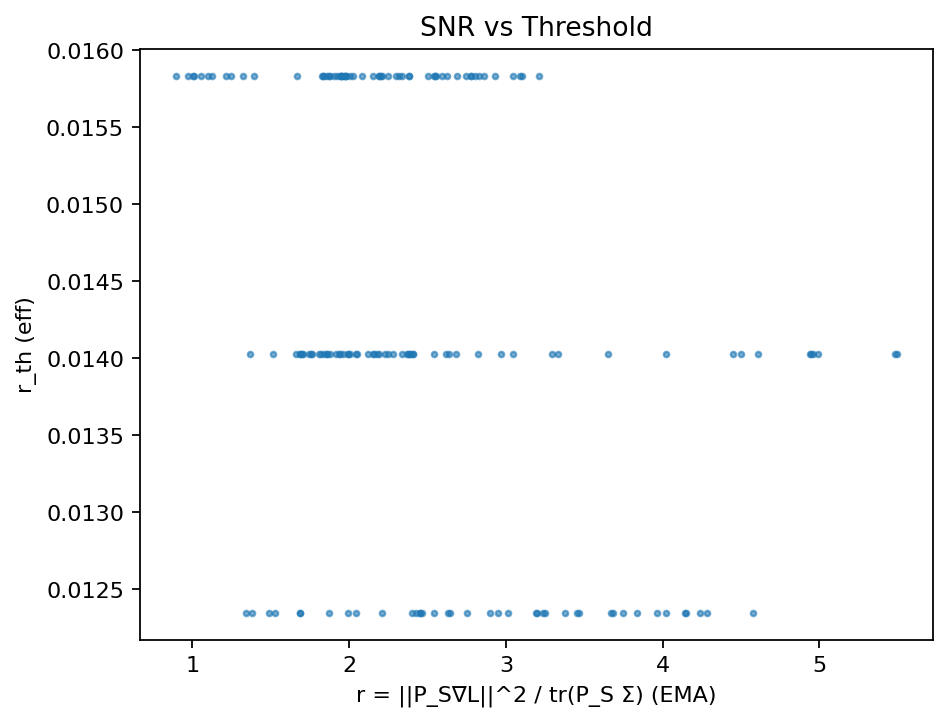 SNR vs Threshold
0.0160
0.0155
0.0150
0.0145
0.0140
0.0135
0.0130
0.0125
r_th (eff)
1 2 3 4 5
r = ||P_S∇L||^2 / tr(P_S Σ) (EMA)